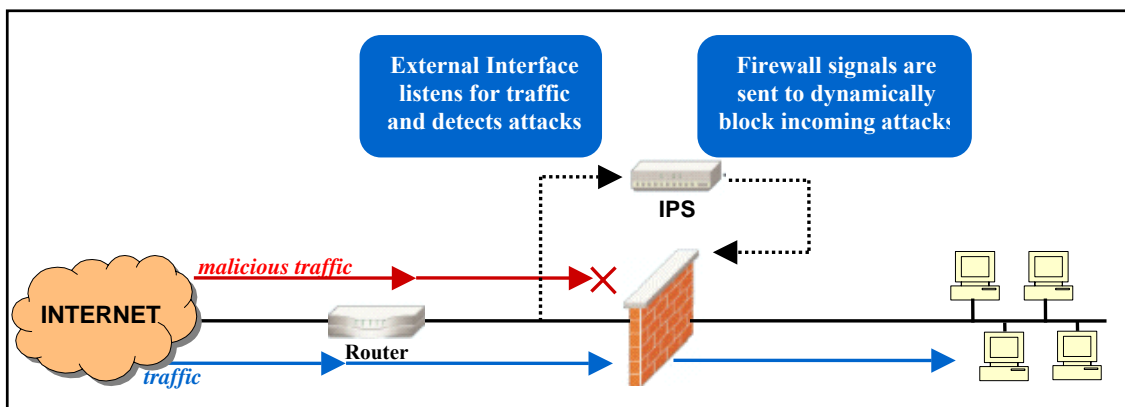 External Interface
listens for traffic
and detects attacks
Firewall signals are
sent to dynamically
block incoming attacks
IPS
malicious traffic
INTERNET
Router
traffic